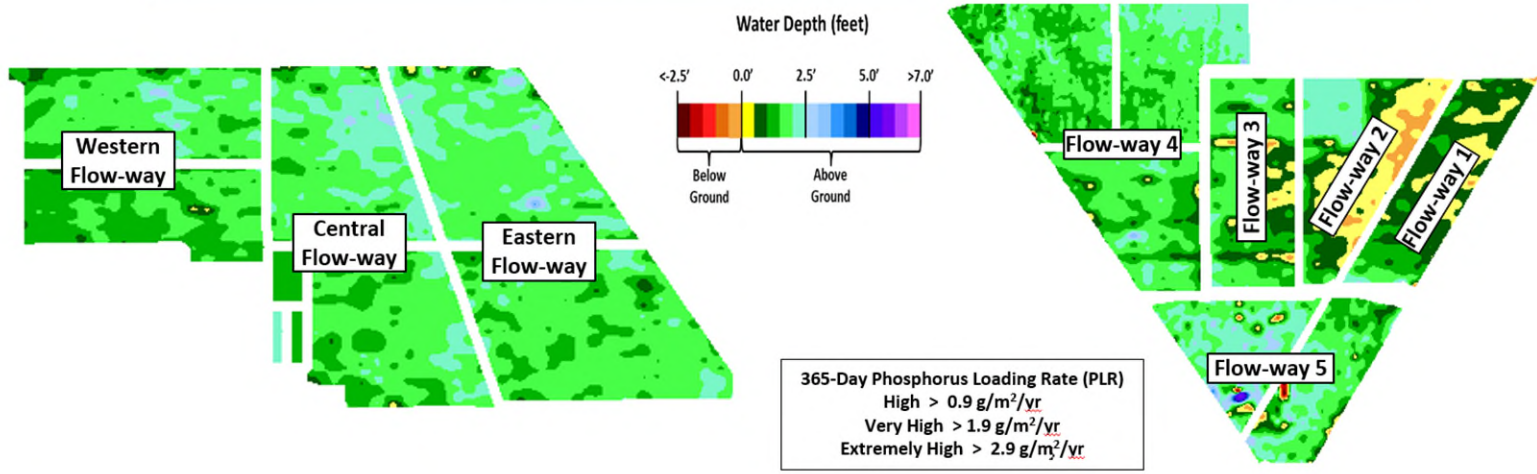 Water Depth (feet)
<-2.5' 0.0' 2.5' 5.0' >7.0'
Below
Ground
Above
Ground
Western
Flow-way
Central
Flow-way
Eastern
Flow-way
Flow-way 4
Flow-way 3
Flow-way 2
Flow-way 1
Flow-way 5
365-Day Phosphorus Loading Rate (PLR)
High > 0.9 g/m²/yr
Very High > 1.9 g/m²/yr
Extremely High > 2.9 g/m²/yr